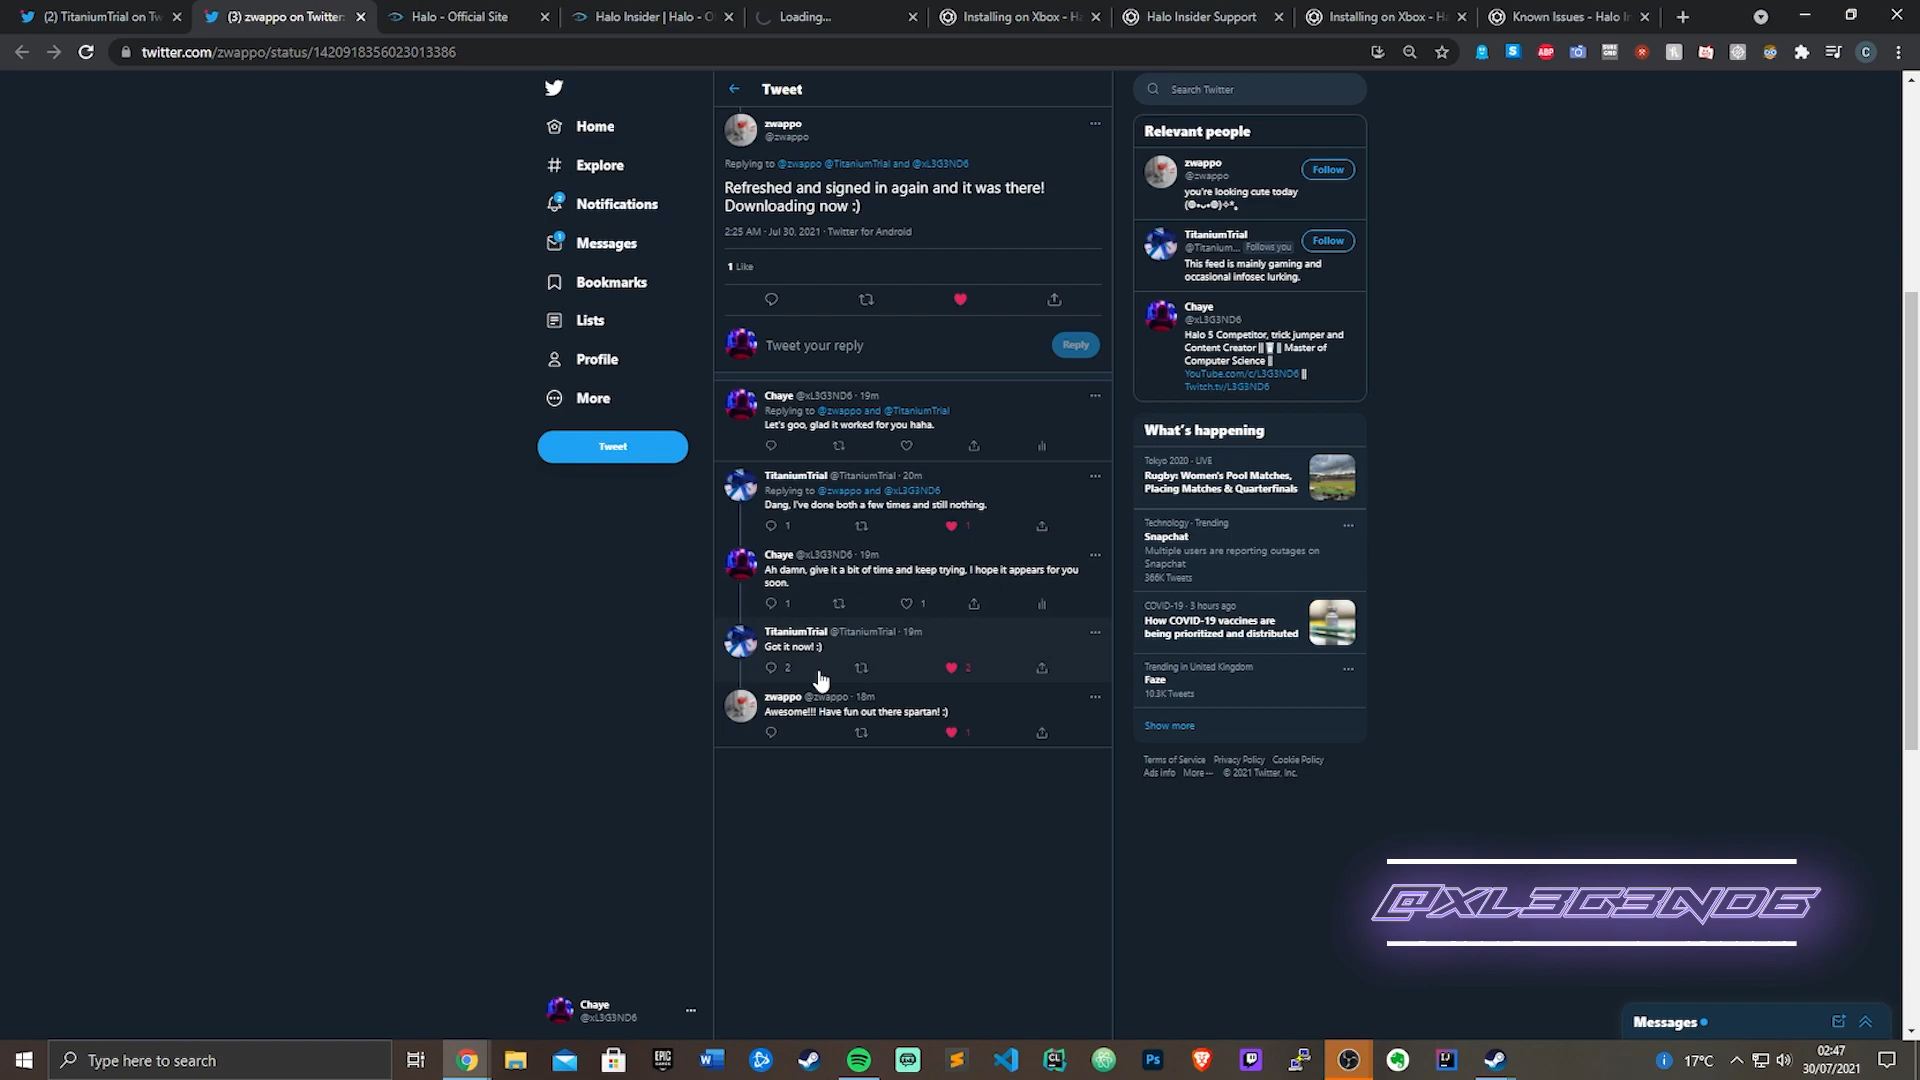 (2) TitaniumTrial on Tw
(3) zwappo on Twitter:
Halo - Official Site
Halo Insider | Halo - O
Loading...
Installing on Xbox - Ha
Halo Insider Support
Installing on Xbox - Ha
Known Issues - Halo In
twitter.com/zwappo/status/1420918356023013386
Home
Explore
2
Notifications
1
Messages
Bookmarks
Lists
Profile
More
Tweet
Chaye
@xL3G3ND6
Tweet
zwappo
@zwappo
Replying to @zwappo @TitaniumTrial and @xL3G3ND6
Refreshed and signed in again and it was there!
Downloading now :)
2:25 AM · Jul 30, 2021 · Twitter for Android
1 Like
Tweet your reply
Reply
Chaye @xL3G3ND6 · 19m
Replying to @zwappo and @TitaniumTrial
Let's goo, glad it worked for you haha.
TitaniumTrial @TitaniumTrial · 20m
Replying to @zwappo and @xL3G3ND6
Dang, I've done both a few times and still nothing.
1 1
Chaye @xL3G3ND6 · 19m
Ah damn, give it a bit of time and keep trying, I hope it appears for you
soon.
1 1
TitaniumTrial @TitaniumTrial · 19m
Got it now! :)
2 2
zwappo @zwappo · 18m
Awesome!!! Have fun out there spartan! :)
1
Search Twitter
Relevant people
zwappo
@zwappo
Follow
you're looking cute today
TitaniumTrial
@Titanium... Follows you
Follow
This feed is mainly gaming and
occasional infosec lurking.
Chaye
@xL3G3ND6
Halo 5 Competitor, trick jumper and
Content Creator || || Master of
Computer Science ||
YouTube.com/c/L3G3ND6 ||
Twitch.tv/L3G3ND6
What's happening
Tokyo 2020 · LIVE
Rugby: Women's Pool Matches,
Placing Matches & Quarterfinals
Technology · Trending
Snapchat
Multiple users are reporting outages on
Snapchat
366K Tweets
COVID-19 · 3 hours ago
How COVID-19 vaccines are
being prioritized and distributed
Trending in United Kingdom
Faze
10.3K Tweets
Show more
Terms of Service Privacy Policy Cookie Policy
Ads info More ··· © 2021 Twitter, Inc.
@XL3G3ND6
Messages
Type here to search
17°C
02:47
30/07/2021